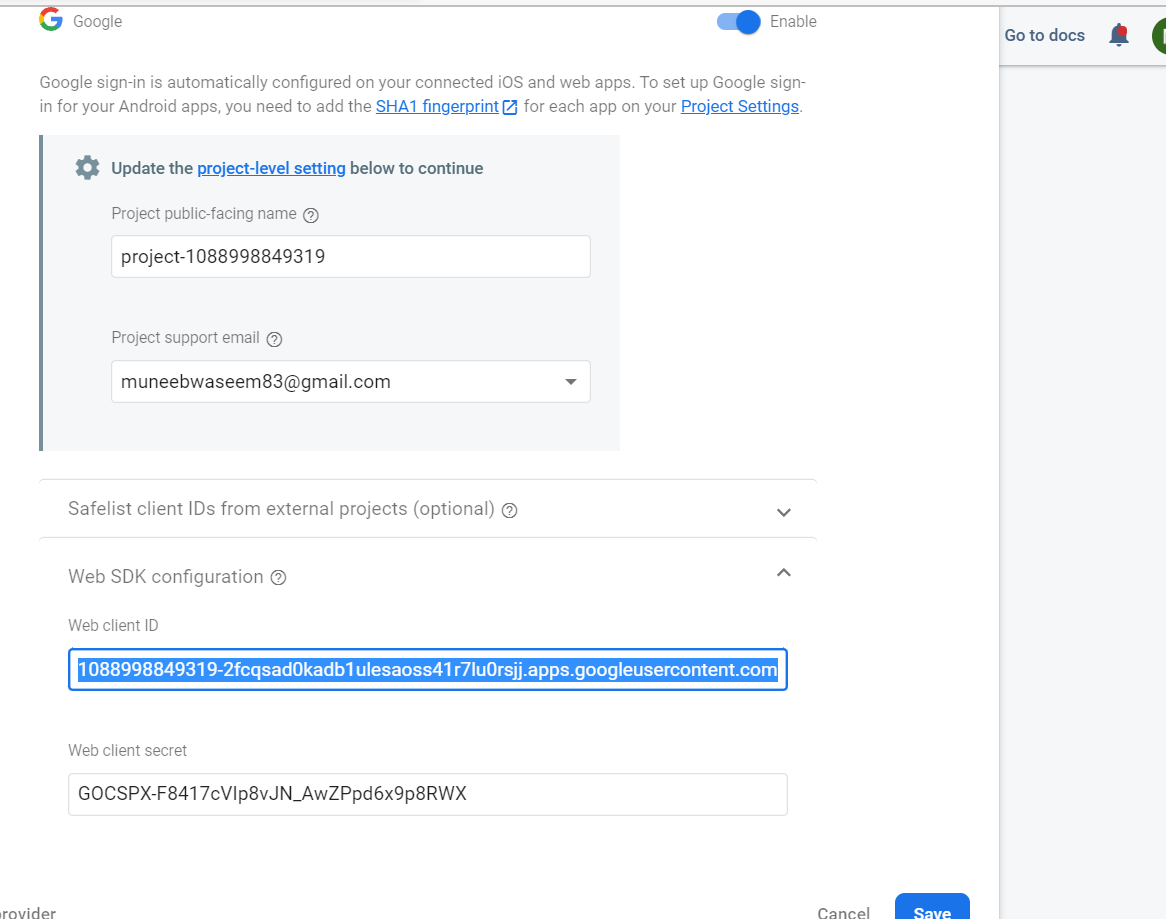 Google
Enable
Go to docs
Google sign-in is automatically configured on your connected iOS and web apps. To set up Google sign-
in for your Android apps, you need to add the SHA1 fingerprint for each app on your Project Settings.
Update the project-level setting below to continue
Project public-facing name
project-1088998849319
Project support email
muneebwaseem83@gmail.com
Safelist client IDs from external projects (optional)
Web SDK configuration
Web client ID
1088998849319-2fcqsad0kadb1ulesaoss41r7lu0rsjj.apps.googleusercontent.com
Web client secret
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
rovider
Cancel
Save